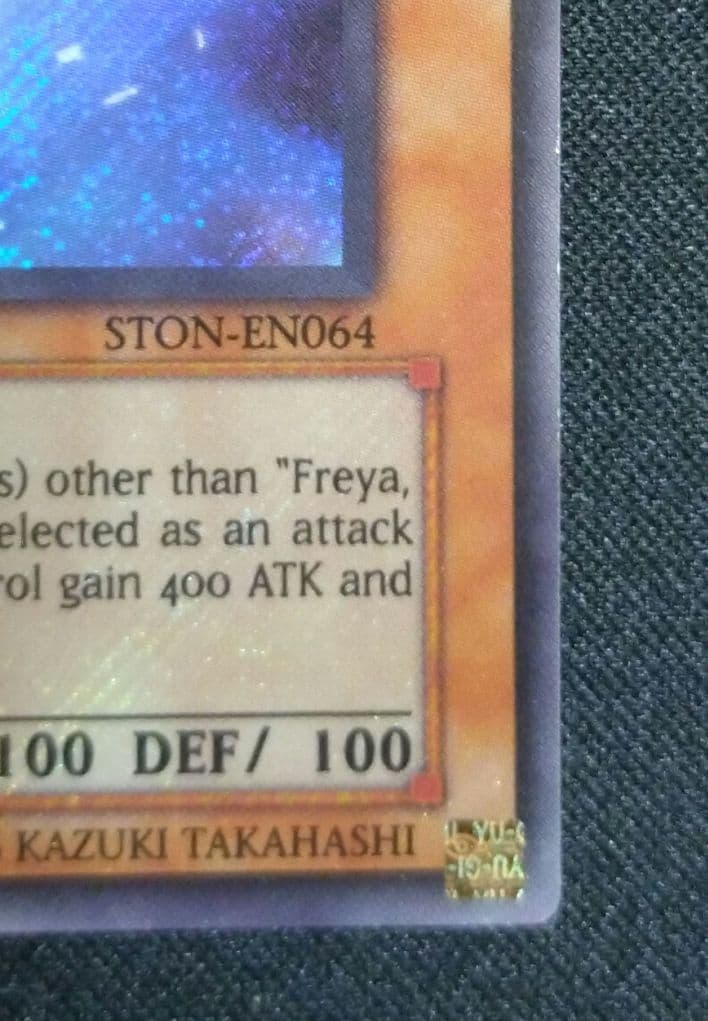 STON-EN064
s) other than "Freya,
elected as an attack
rol gain 400 ATK and
100 DEF/ 100
KAZUKI TAKAHASHI